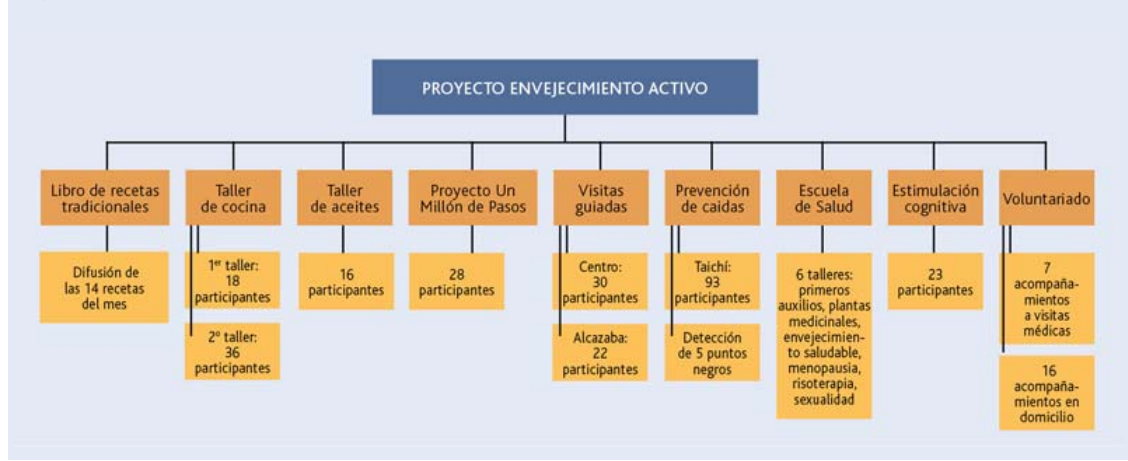 PROYECTO ENVEJECIMIENTO ACTIVO
Libro de recetas
tradicionales
Taller
de cocina
Taller
de aceites
Proyecto Un
Millón de Pasos
Visitas
guiadas
Prevención
de caidas
Escuela
de Salud
Estimulación
cognitiva
Voluntariado
Difusión de
las 14 recetas
del mes
1er taller:
18
participantes
2º taller:
36
participantes
16
participantes
28
participantes
Centro:
30
participantes
Alcazaba:
22
participantes
Taichí:
93
participantes
Detección
de 5 puntos
negros
6 talleres:
primeros
auxilios, plantas
medicinales,
envejecimien-
to saludable,
menopausia,
risoterapia,
sexualidad
23
participantes
7
acompaña-
mientos
a visitas
médicas
16
acompaña-
mientos en
domicilio